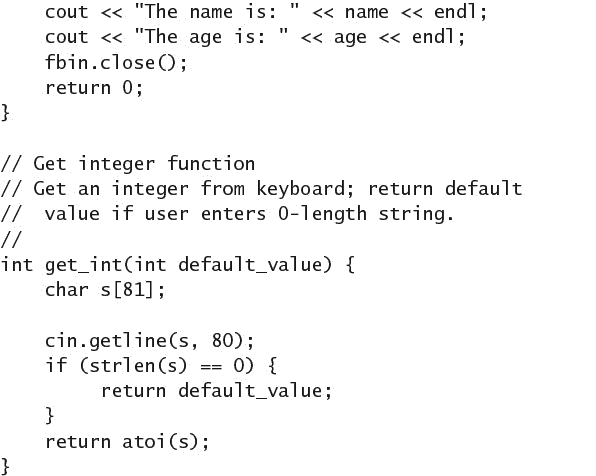 cout << "The name is: " << name << endl;
    cout << "The age is: " << age << endl;
    fbin.close();
    return 0;
}

// Get integer function
// Get an integer from keyboard; return default
//  value if user enters 0-length string.
//
int get_int(int default_value) {
    char s[81];

    cin.getline(s, 80);
    if (strlen(s) == 0) {
         return default_value;
    }
    return atoi(s);
}